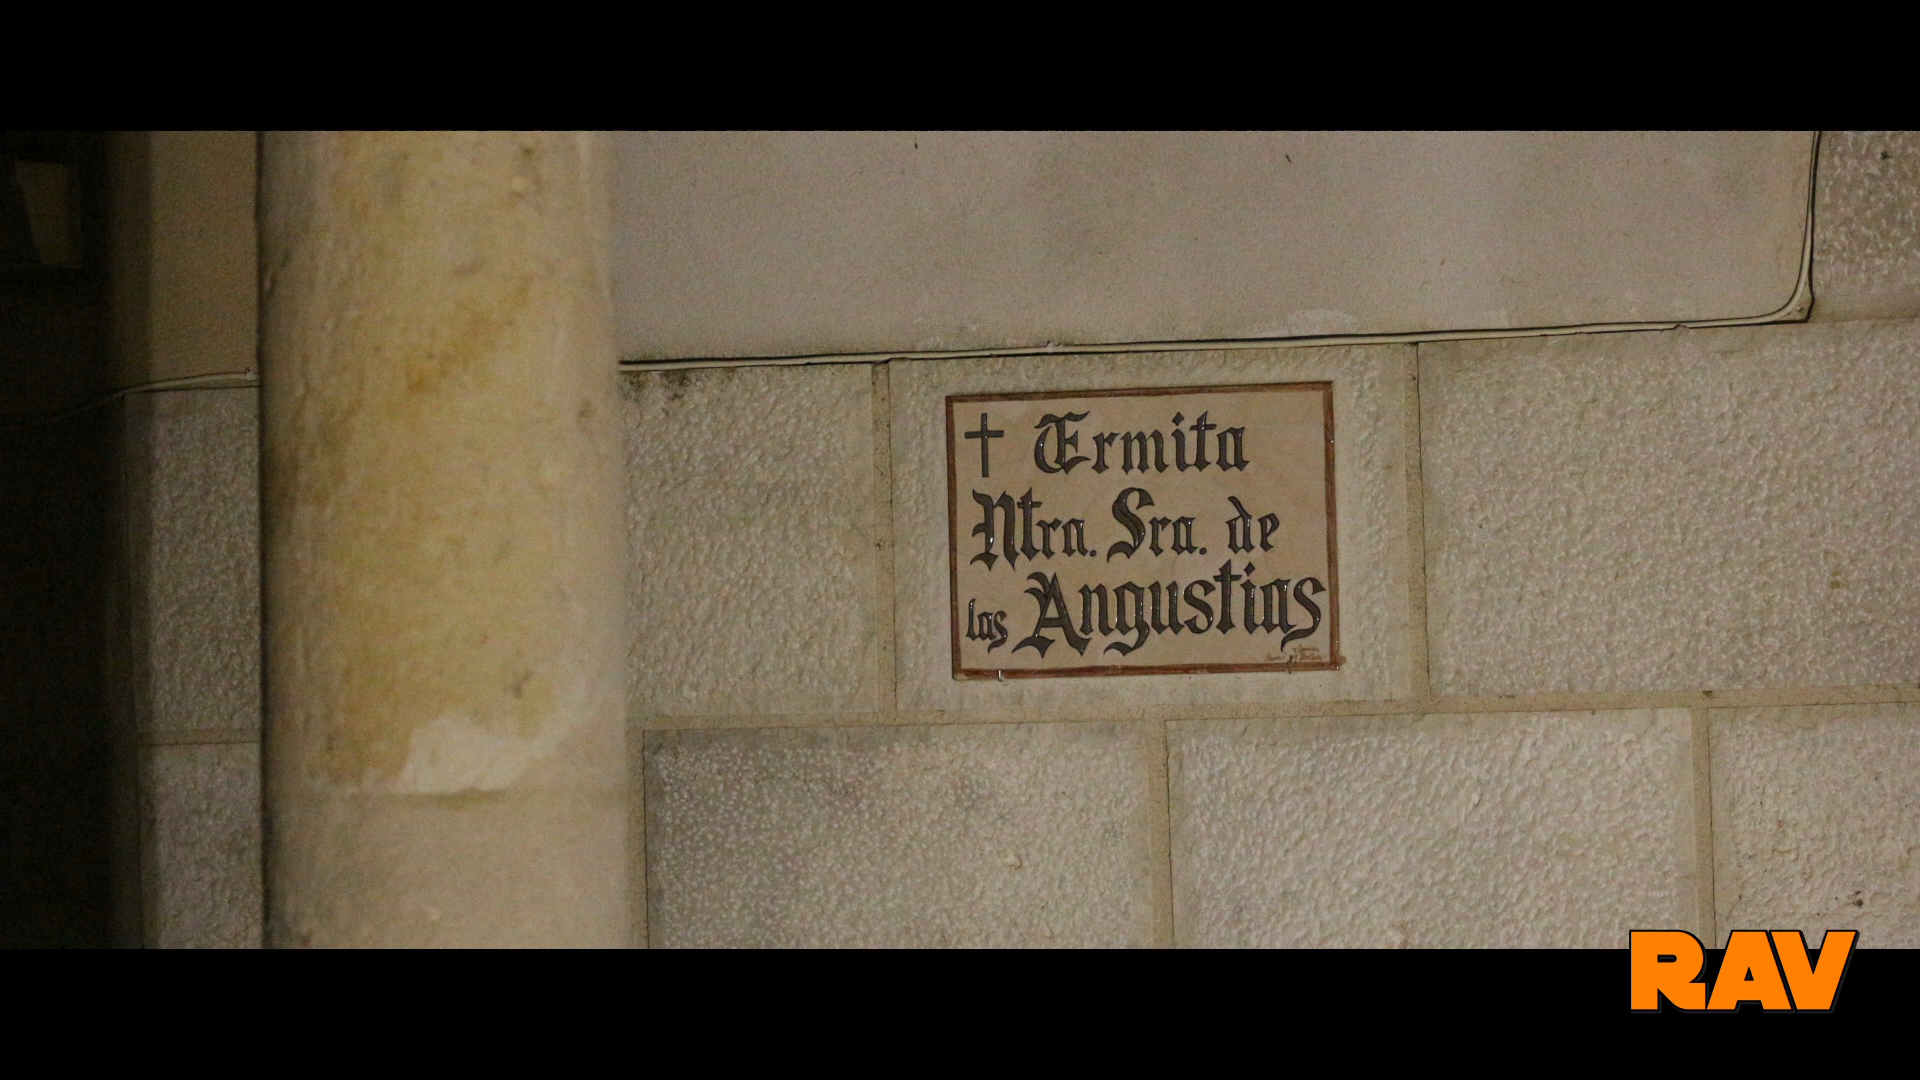 † Ermita
Ntra. Sra. de
las Angustias
RAV